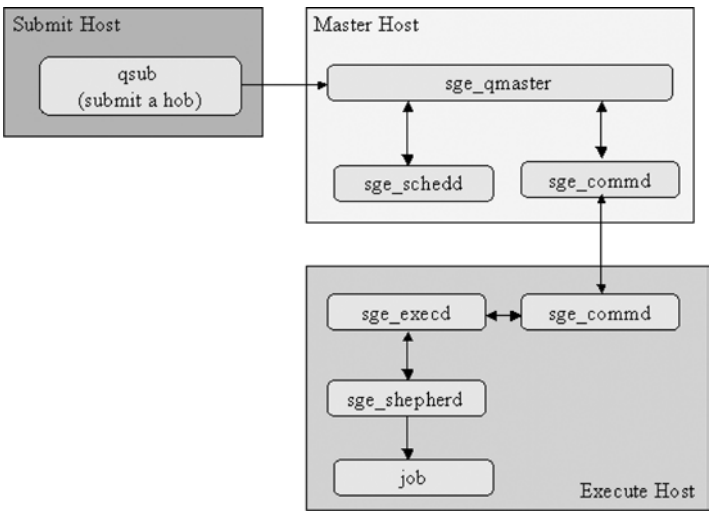 Submit Host
qsub
(submit a hob)
Master Host
sge_qmaster
sge_schedd
sge_commd
sge_execd
sge_commd
sge_shepherd
job
Execute Host